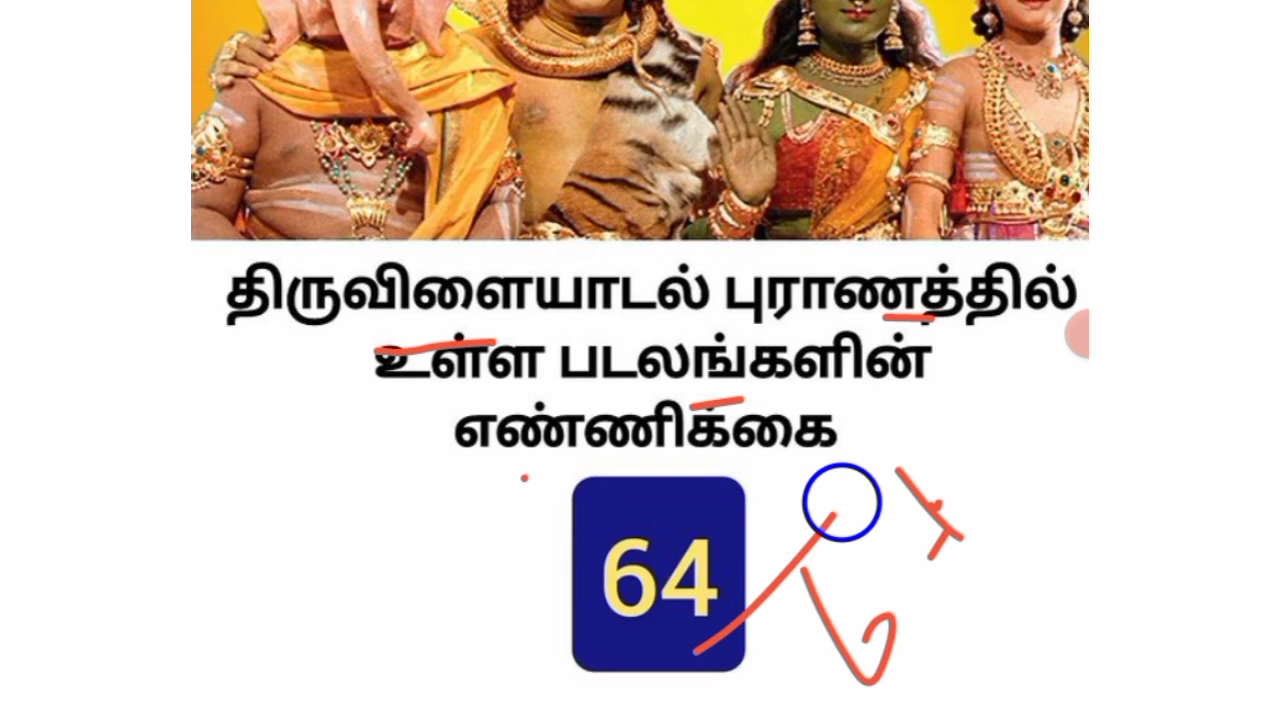 திருவிளையாடல் புராணத்தில்
உள்ள படலங்களின்
எண்ணிக்கை
64